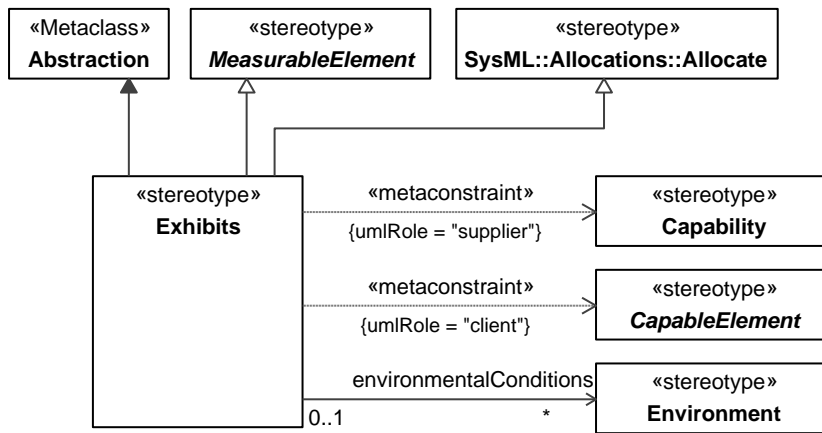 «Metaclass»
Abstraction
«stereotype»
MeasurableElement
«stereotype»
SysML::Allocations::Allocate
«stereotype»
Exhibits
«metaconstraint»
{umlRole = "supplier"}
«stereotype»
Capability
«metaconstraint»
{umlRole = "client"}
«stereotype»
CapableElement
environmentalConditions
0..1
*
«stereotype»
Environment